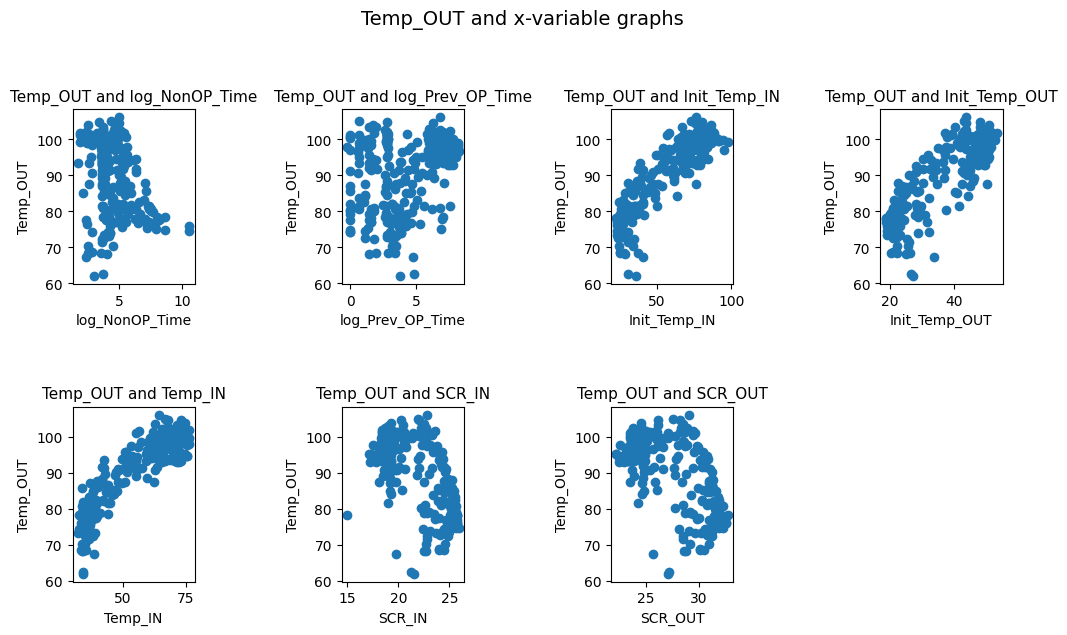 Temp_OUT and x-variable graphs
Temp_OUT and log_NonOP_Time
Temp_OUT
100
90
80
70
60
5
10
log_NonOP_Time
Temp_OUT and log_Prev_OP_Time
Temp_OUT
100
90
80
70
60
0
5
log_Prev_OP_Time
Temp_OUT and Init_Temp_IN
Temp_OUT
100
90
80
70
60
50
100
Init_Temp_IN
Temp_OUT and Init_Temp_OUT
Temp_OUT
100
90
80
70
60
20
40
Init_Temp_OUT
Temp_OUT and Temp_IN
Temp_OUT
100
90
80
70
60
50
75
Temp_IN
Temp_OUT and SCR_IN
Temp_OUT
100
90
80
70
60
15
20
25
SCR_IN
Temp_OUT and SCR_OUT
Temp_OUT
100
90
80
70
60
25
30
SCR_OUT